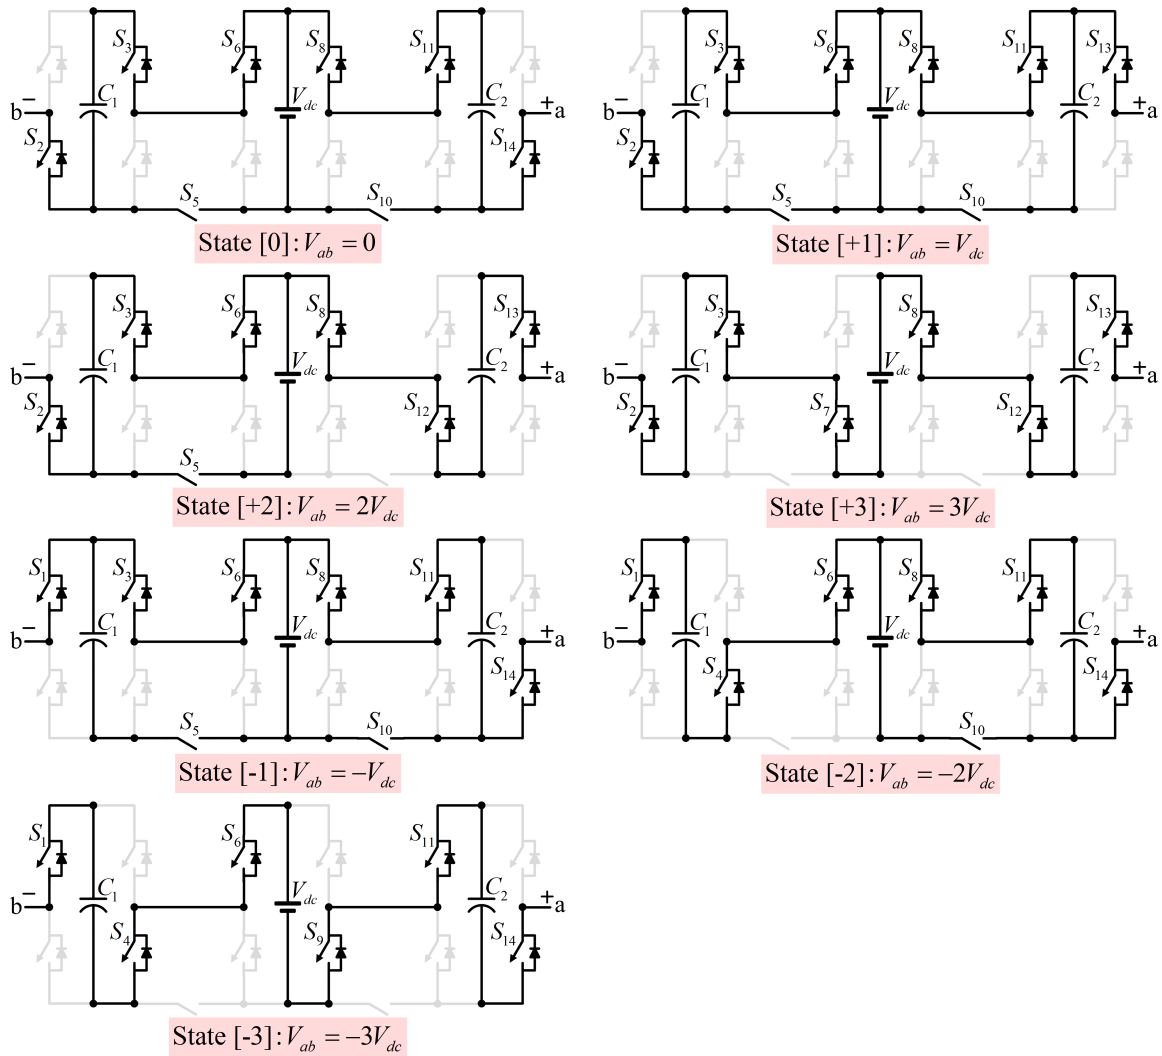 S3 S6 S8 S11
C1 Vdc C2
b − + a
S2 S14
S5 S10
State [0]: Vab = 0
S3 S6 S8 S11 S13
C1 Vdc C2
b − + a
S2
S5 S10
State [+1]: Vab = Vdc
S3 S6 S8 S13
C1 Vdc C2
b − + a
S2 S12
S5
State [+2]: Vab = 2Vdc
S3 S8 S13
C1 Vdc C2
b − + a
S2 S7 S12
State [+3]: Vab = 3Vdc
S1 S3 S6 S8 S11
C1 Vdc C2
b − + a
S14
S5 S10
State [-1]: Vab = −Vdc
S1 S6 S8 S11
C1 Vdc C2
b − + a
S4 S14
S10
State [-2]: Vab = −2Vdc
S1 S6 S11
C1 Vdc C2
b − + a
S4 S9 S14
State [-3]: Vab = −3Vdc